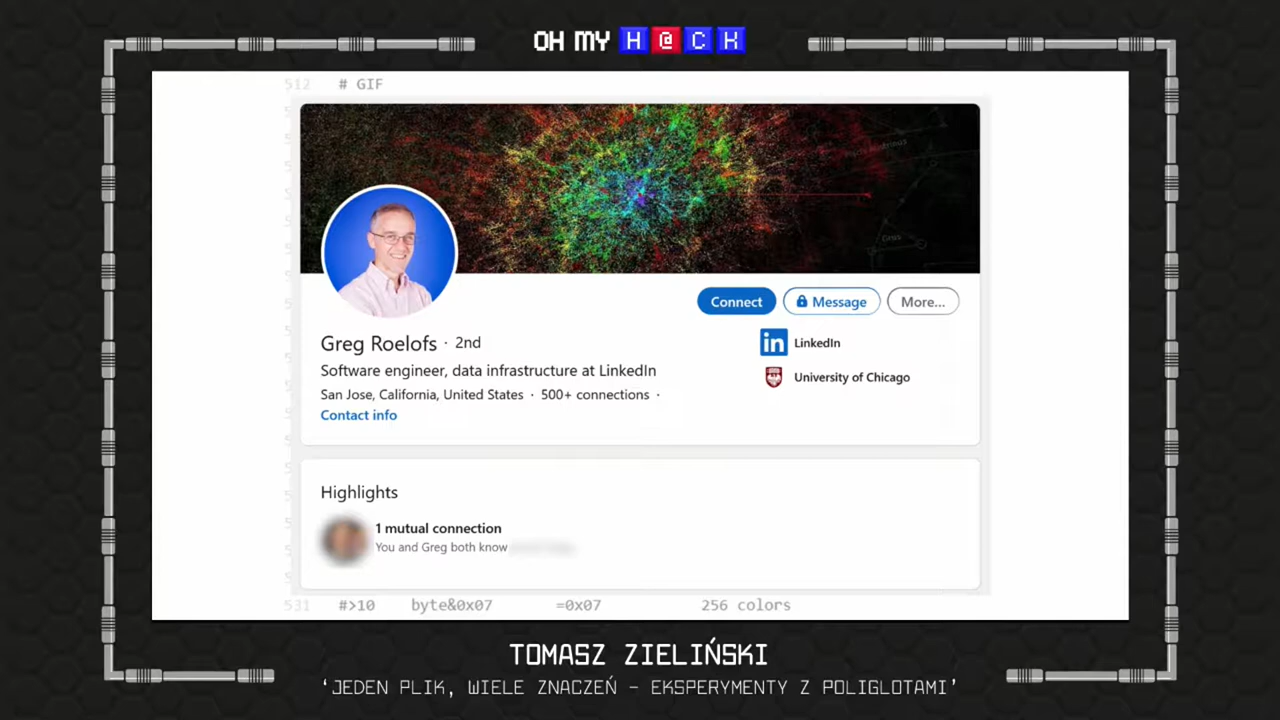 OH MY H@CK
512 # GIF
Greg Roelofs · 2nd
Software engineer, data infrastructure at LinkedIn
San Jose, California, United States · 500+ connections ·
Contact info
Connect
Message
More...
in LinkedIn
University of Chicago
Highlights
1 mutual connection
You and Greg both know
531 #>10 byte&0x07 =0x07 256 colors
TOMASZ ZIELIŃSKI
'JEDEN PLIK, WIELE ZNACZEŃ - EKSPERYMENTY Z POLIGLOTAMI'